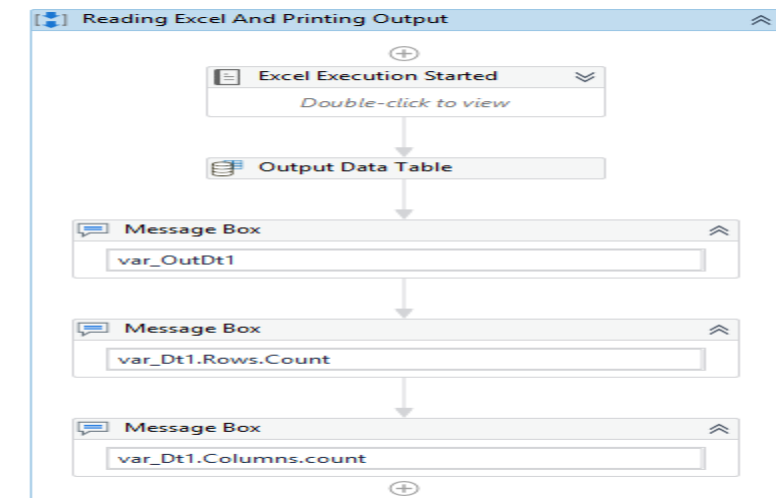 Reading Excel And Printing Output
Excel Execution Started
Double-click to view
Output Data Table
Message Box
var_OutDt1
Message Box
var_Dt1.Rows.Count
Message Box
var_Dt1.Columns.count